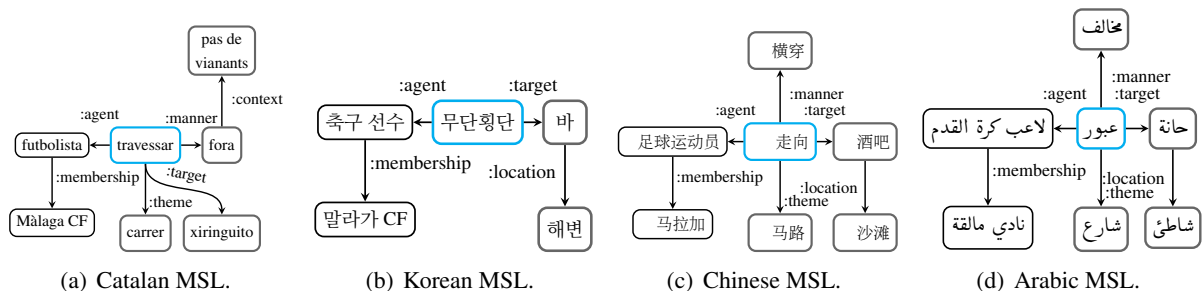 pas de
vianants
:context
:agent
:manner
futbolista
travessar
fora
:membership
:target
:theme
Màlaga CF
carrer
xiringuito
(a) Catalan MSL.
:agent
:target
축구 선수
무단횡단
바
:membership
:location
말라가 CF
해변
(b) Korean MSL.
横穿
:manner
:agent
:target
足球运动员
走向
酒吧
:membership
:location
:theme
马拉加
马路
沙滩
(c) Chinese MSL.
مخالف
:manner
:agent
:target
لاعب كرة القدم
عبور
حانة
:membership
:location
:theme
نادي مالقة
شارع
شاطئ
(d) Arabic MSL.